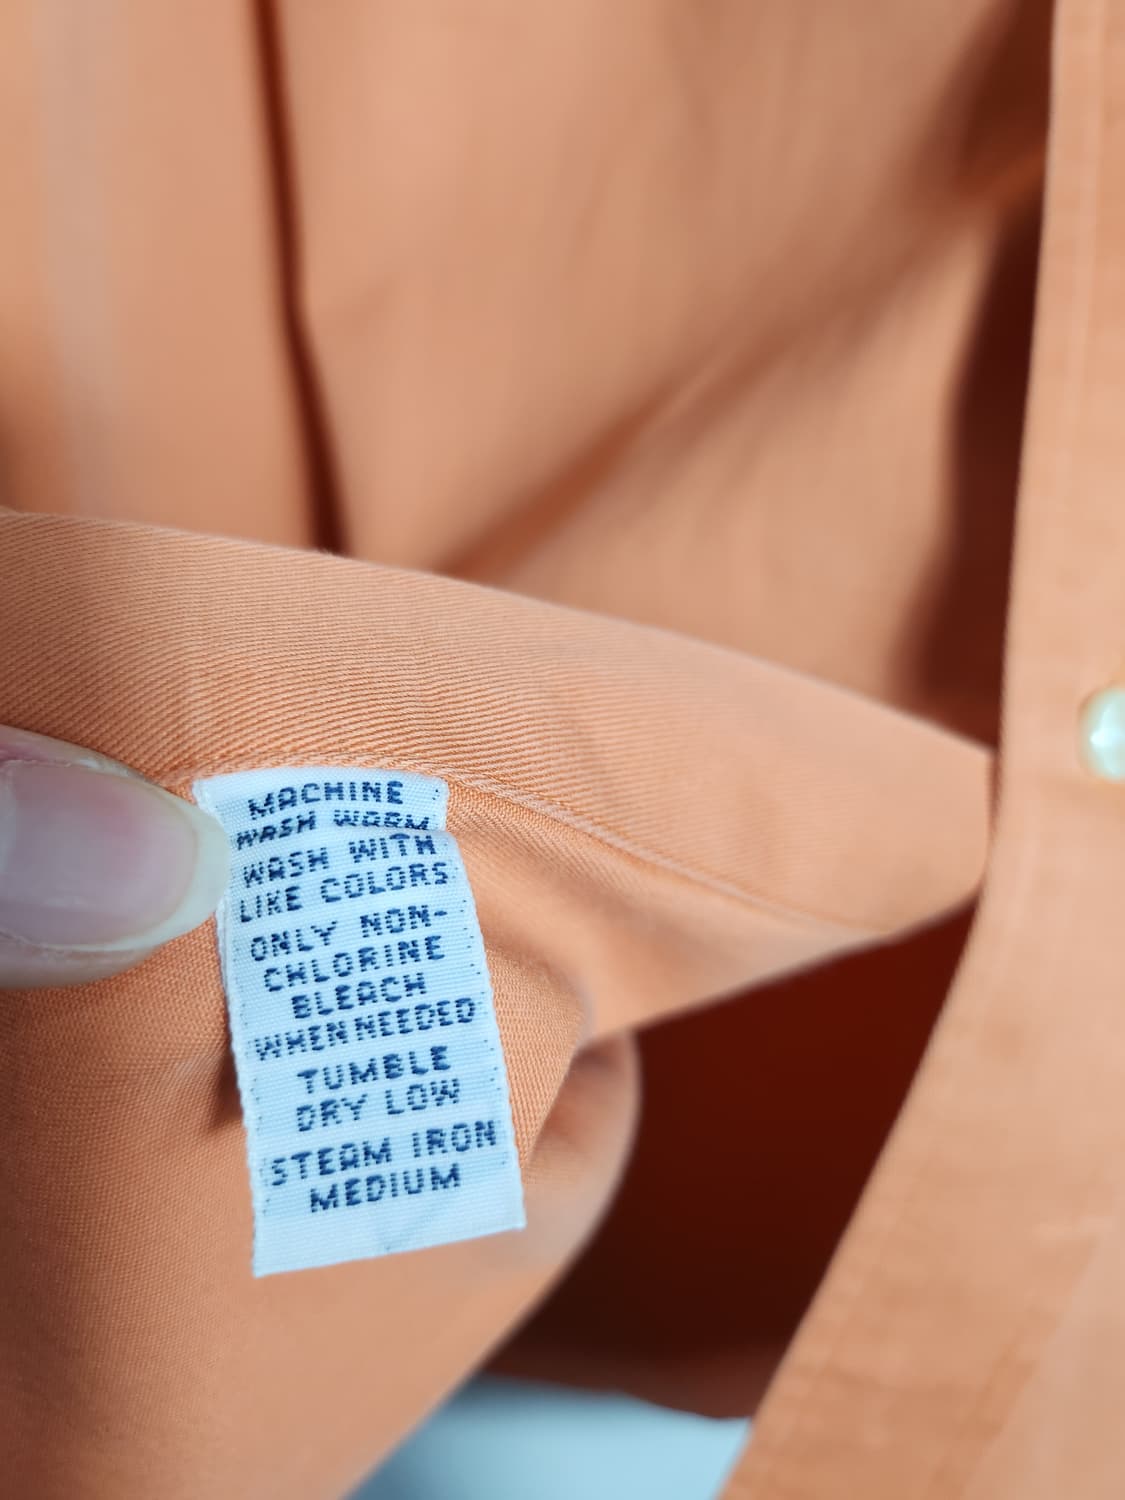 MACHINE
WASH WARM
WASH WITH
LIKE COLORS
ONLY NON-
CHLORINE
BLEACH
WHEN NEEDED
TUMBLE
DRY LOW
STEAM IRON
MEDIUM